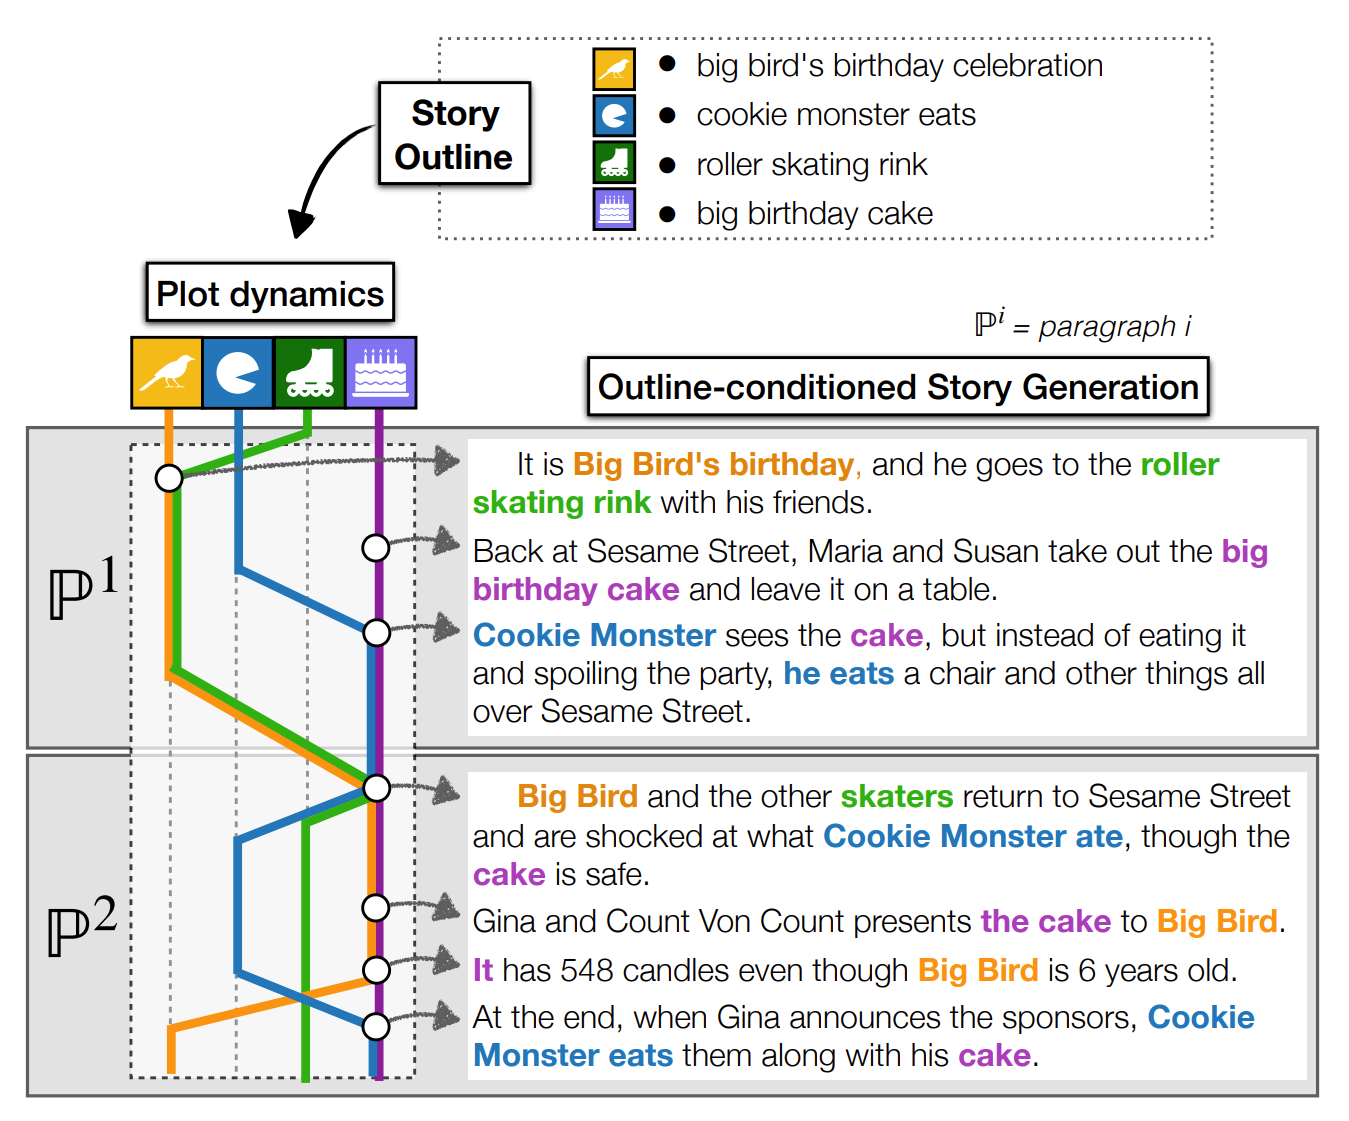 Story
Outline
● big bird's birthday celebration
● cookie monster eats
● roller skating rink
● big birthday cake
Plot dynamics
ℙⁱ = paragraph i
Outline-conditioned Story Generation
ℙ¹
It is Big Bird's birthday, and he goes to the roller
skating rink with his friends.
Back at Sesame Street, Maria and Susan take out the big
birthday cake and leave it on a table.
Cookie Monster sees the cake, but instead of eating it
and spoiling the party, he eats a chair and other things all
over Sesame Street.
ℙ²
Big Bird and the other skaters return to Sesame Street
and are shocked at what Cookie Monster ate, though the
cake is safe.
Gina and Count Von Count presents the cake to Big Bird.
It has 548 candles even though Big Bird is 6 years old.
At the end, when Gina announces the sponsors, Cookie
Monster eats them along with his cake.